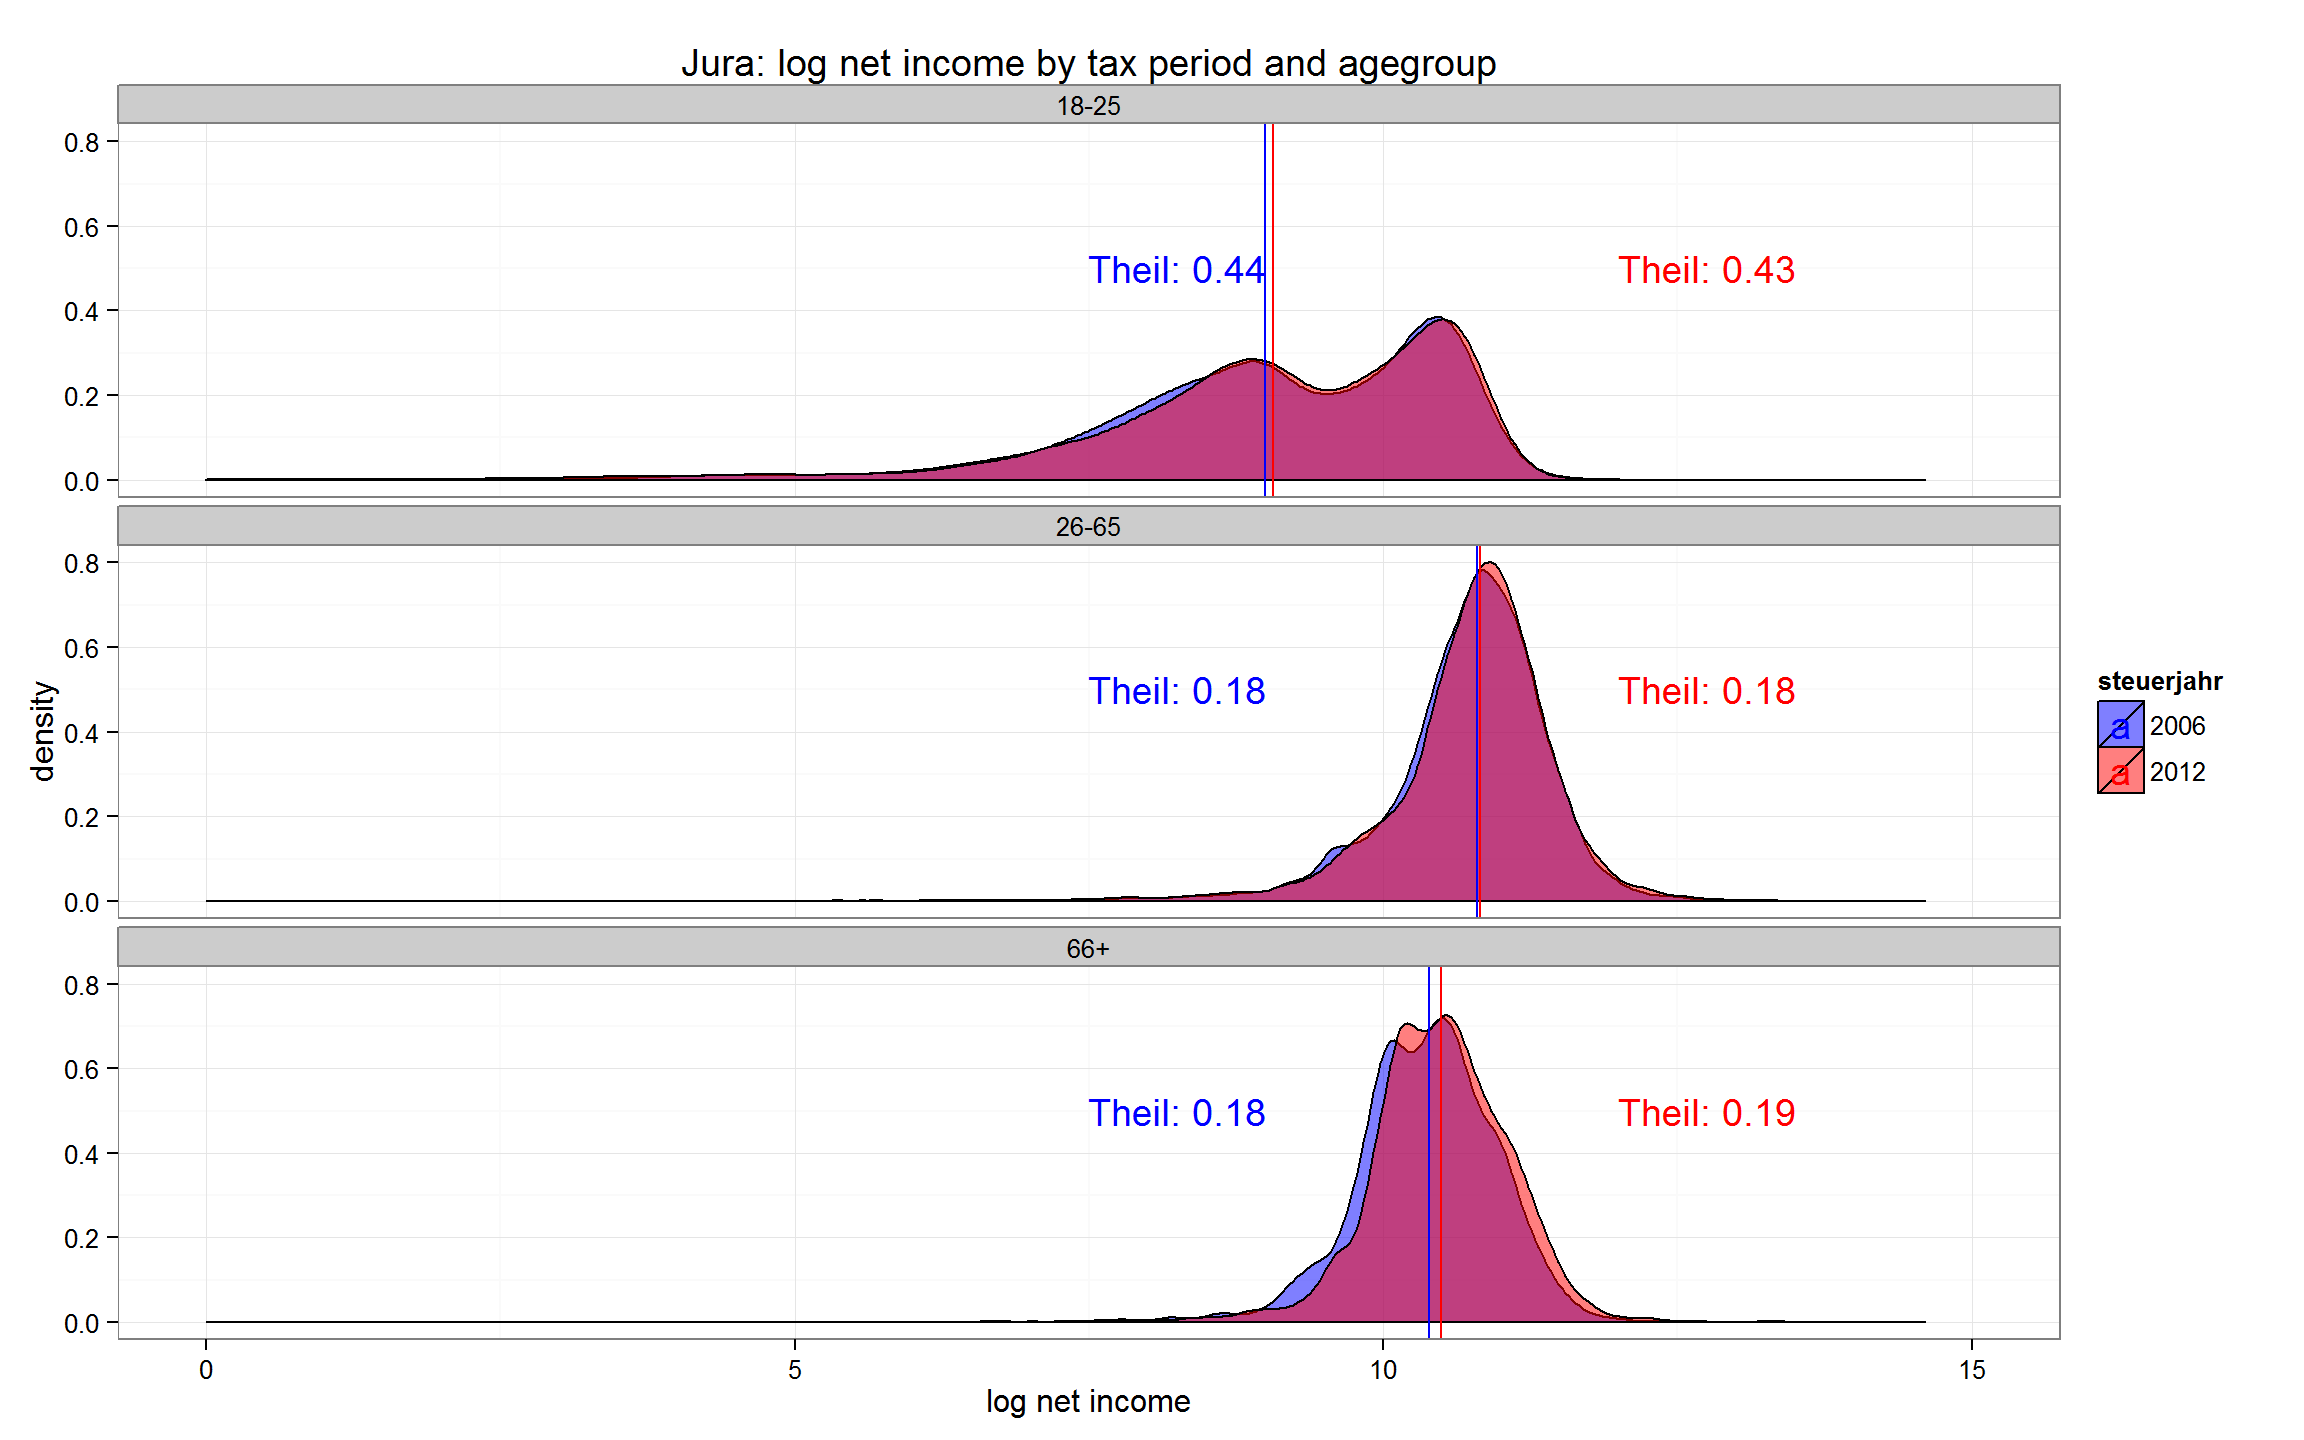 Jura: log net income by tax period and agegroup
18-25
0.8
0.6
0.4
0.2
0.0
Theil: 0.44
Theil: 0.43
26-65
0.8
0.6
0.4
0.2
0.0
Theil: 0.18
Theil: 0.18
66+
0.8
0.6
0.4
0.2
0.0
Theil: 0.18
Theil: 0.19
0 5 10 15
log net income
density
steuerjahr
a 2006
a 2012